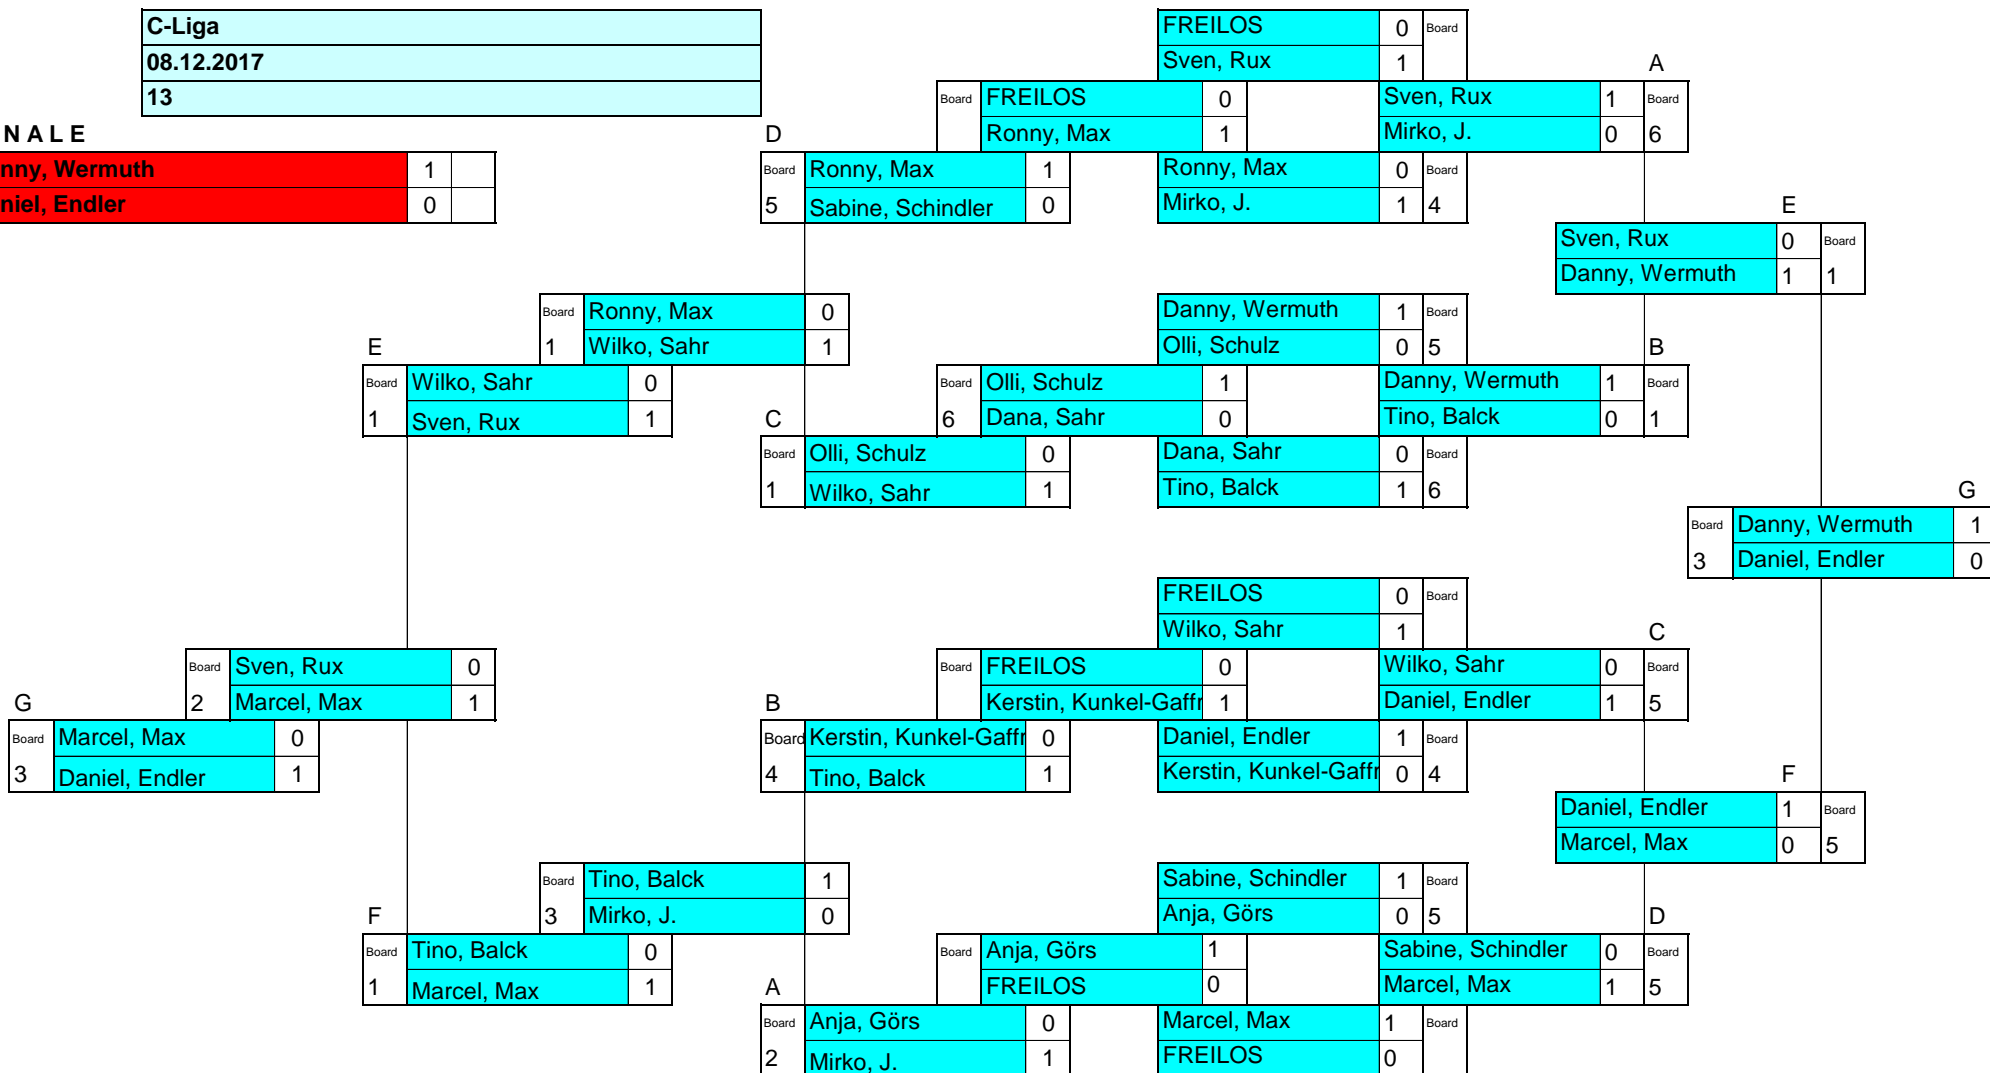 C-Liga
08.12.2017
13
N A L E
nny, Wermuth 1
niel, Endler 0
FREILOS 0 Board
Sven, Rux 1
A
Board FREILOS 0
Ronny, Max 1
Sven, Rux 1 Board
Mirko, J. 0 6
D
Board Ronny, Max 1
5 Sabine, Schindler 0
Ronny, Max 0 Board
Mirko, J. 1 4
E
Sven, Rux 0 Board
Danny, Wermuth 1 1
Board Ronny, Max 0
1 Wilko, Sahr 1
Danny, Wermuth 1 Board
Olli, Schulz 0 5
E
B
Board Wilko, Sahr 0
1 Sven, Rux 1
Board Olli, Schulz 1
6 Dana, Sahr 0
Danny, Wermuth 1 Board
Tino, Balck 0 1
C
Board Olli, Schulz 0
1 Wilko, Sahr 1
Dana, Sahr 0 Board
Tino, Balck 1 6
G
Board Danny, Wermuth 1
3 Daniel, Endler 0
FREILOS 0 Board
Wilko, Sahr 1
C
Board Sven, Rux 0
2 Marcel, Max 1
Board FREILOS 0
Kerstin, Kunkel-Gaffr 1
Wilko, Sahr 0 Board
Daniel, Endler 1 5
G
B
Board Marcel, Max 0
3 Daniel, Endler 1
Board Kerstin, Kunkel-Gaffr 0
4 Tino, Balck 1
Daniel, Endler 1 Board
Kerstin, Kunkel-Gaffr 0 4
F
Daniel, Endler 1 Board
Marcel, Max 0 5
Board Tino, Balck 1
3 Mirko, J. 0
Sabine, Schindler 1 Board
Anja, Görs 0 5
F
D
Board Tino, Balck 0
1 Marcel, Max 1
Board Anja, Görs 1
FREILOS 0
Sabine, Schindler 0 Board
Marcel, Max 1 5
A
Board Anja, Görs 0
2 Mirko, J. 1
Marcel, Max 1 Board
FREILOS 0